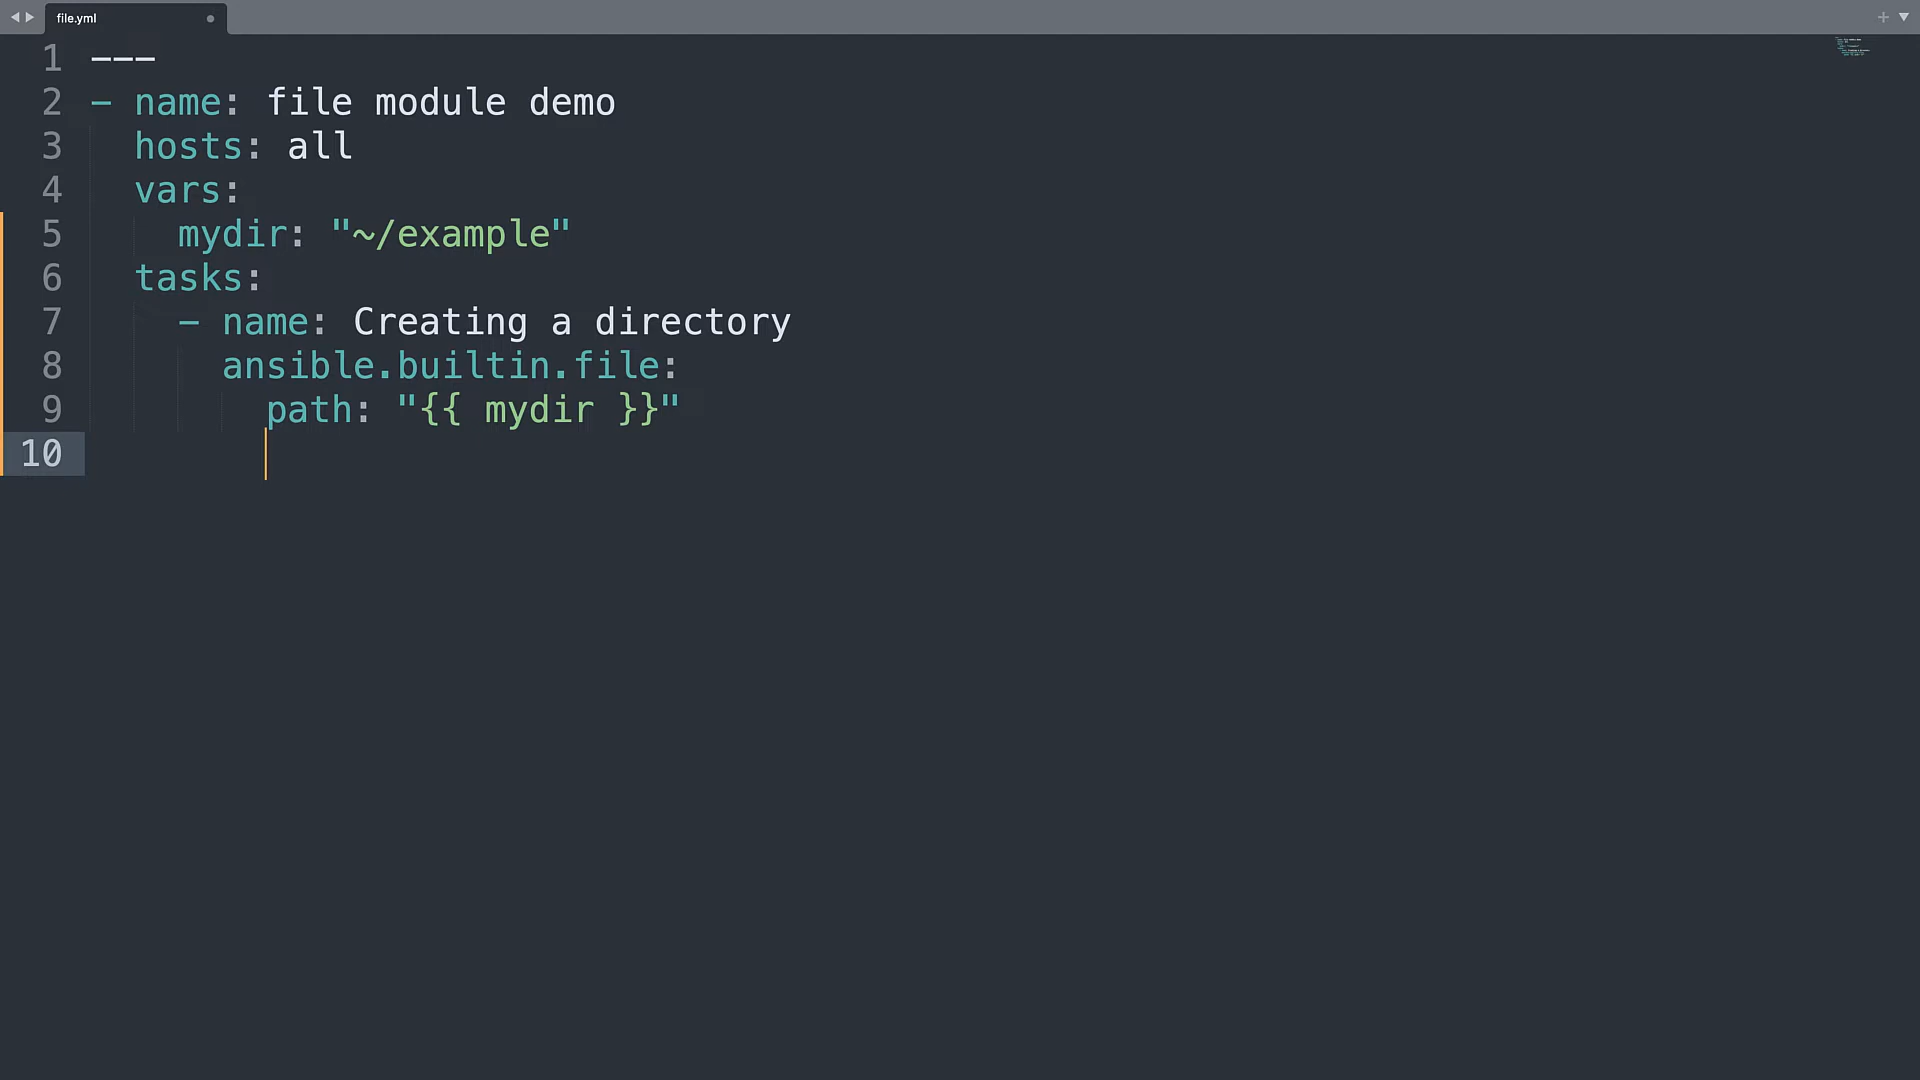 file.yml
1 ---
2 - name: file module demo
3   hosts: all
4   vars:
5     mydir: "~/example"
6   tasks:
7     - name: Creating a directory
8       ansible.builtin.file:
9         path: "{{ mydir }}"
10